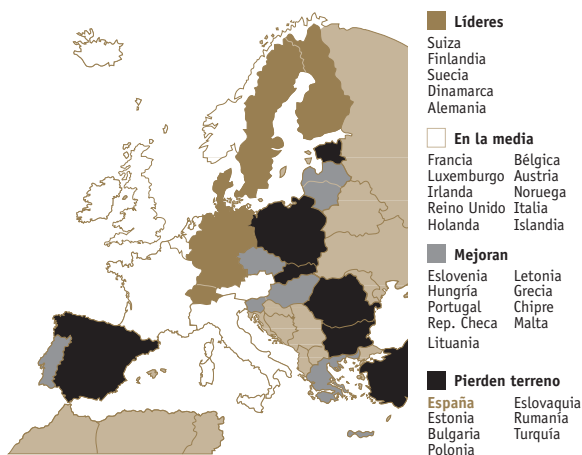 Líderes
Suiza
Finlandia
Suecia
Dinamarca
Alemania
En la media
Francia Bélgica
Luxemburgo Austria
Irlanda Noruega
Reino Unido Italia
Holanda Islandia
Mejoran
Eslovenia Letonia
Hungría Grecia
Portugal Chipre
Rep. Checa Malta
Lituania
Pierden terreno
España Eslovaquia
Estonia Rumanía
Bulgaria Turquía
Polonia